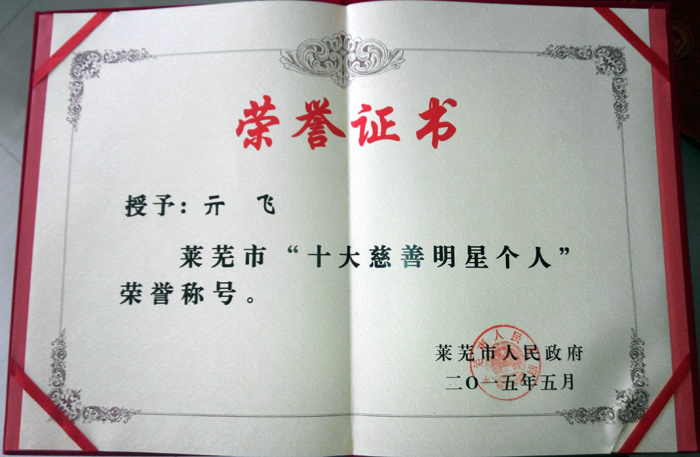 荣誉证书
授予：亓 飞
莱芜市“十大慈善明星个人”
荣誉称号。
莱芜市人民政府
二〇一五年五月